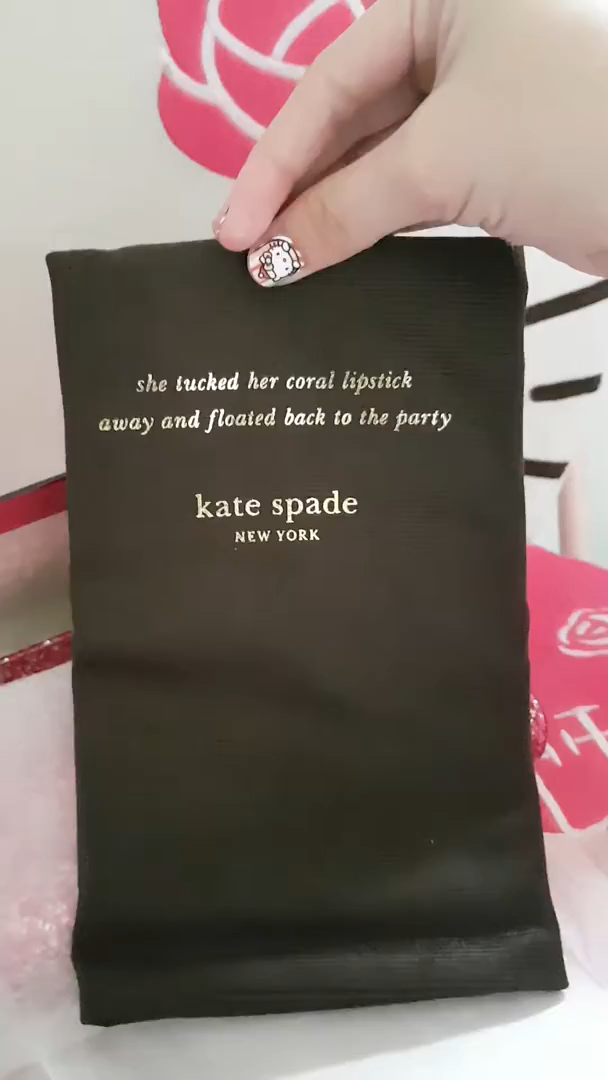 she tucked her coral lipstick
away and floated back to the party
kate spade
NEW YORK